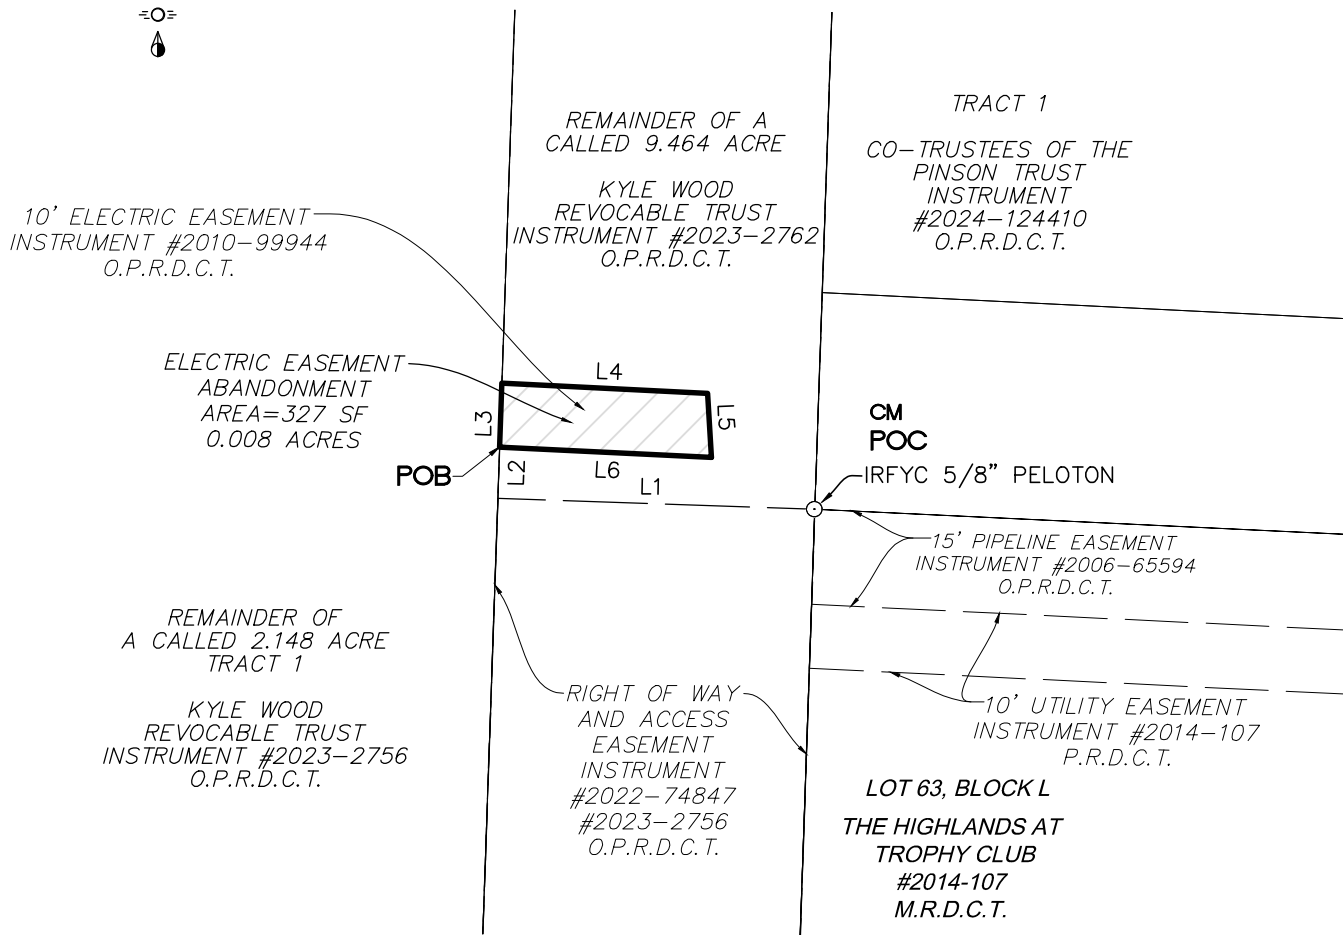 REMAINDER OF A
CALLED 9.464 ACRE
KYLE WOOD
REVOCABLE TRUST
INSTRUMENT #2023-2762
O.P.R.D.C.T.
TRACT 1
CO-TRUSTEES OF THE
PINSON TRUST
INSTRUMENT
#2024-124410
O.P.R.D.C.T.
10' ELECTRIC EASEMENT
INSTRUMENT #2010-99944
O.P.R.D.C.T.
ELECTRIC EASEMENT
ABANDONMENT
AREA=327 SF
0.008 ACRES
L4
L3
L5
POB
L2
L6
L1
CM
POC
IRFYC 5/8" PELOTON
15' PIPELINE EASEMENT
INSTRUMENT #2006-65594
O.P.R.D.C.T.
REMAINDER OF
A CALLED 2.148 ACRE
TRACT 1
KYLE WOOD
REVOCABLE TRUST
INSTRUMENT #2023-2756
O.P.R.D.C.T.
RIGHT OF WAY
AND ACCESS
EASEMENT
INSTRUMENT
#2022-74847
#2023-2756
O.P.R.D.C.T.
10' UTILITY EASEMENT
INSTRUMENT #2014-107
P.R.D.C.T.
LOT 63, BLOCK L
THE HIGHLANDS AT
TROPHY CLUB
#2014-107
M.R.D.C.T.